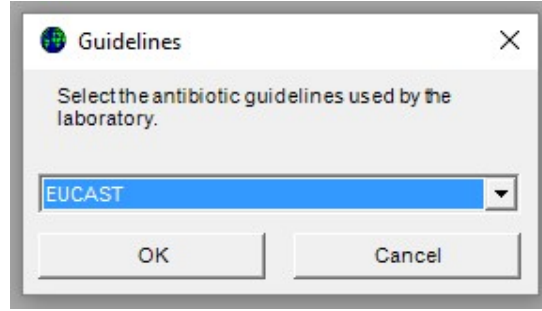 Guidelines
Select the antibiotic guidelines used by the
laboratory.
EUCAST
OK
Cancel